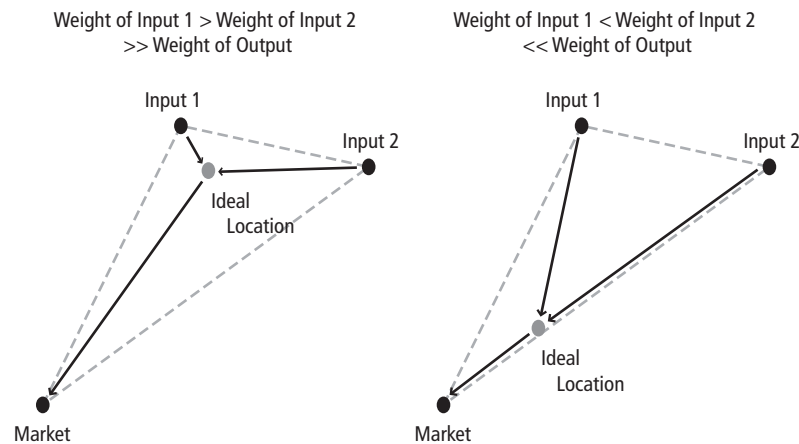 Weight of Input 1 > Weight of Input 2
>> Weight of Output
Input 1
Input 2
Ideal
Location
Market
Weight of Input 1 < Weight of Input 2
<< Weight of Output
Input 1
Input 2
Ideal
Location
Market